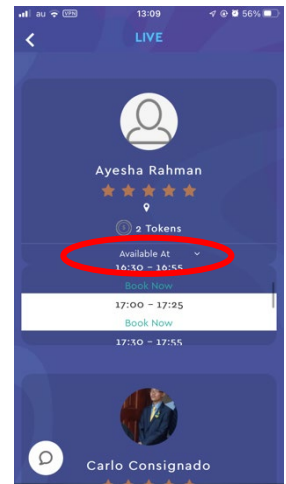 au VPN 13:09 56%
LIVE
Ayesha Rahman
2 Tokens
Available At
16:30 - 16:55
Book Now
17:00 - 17:25
Book Now
17:30 - 17:55
Carlo Consignado